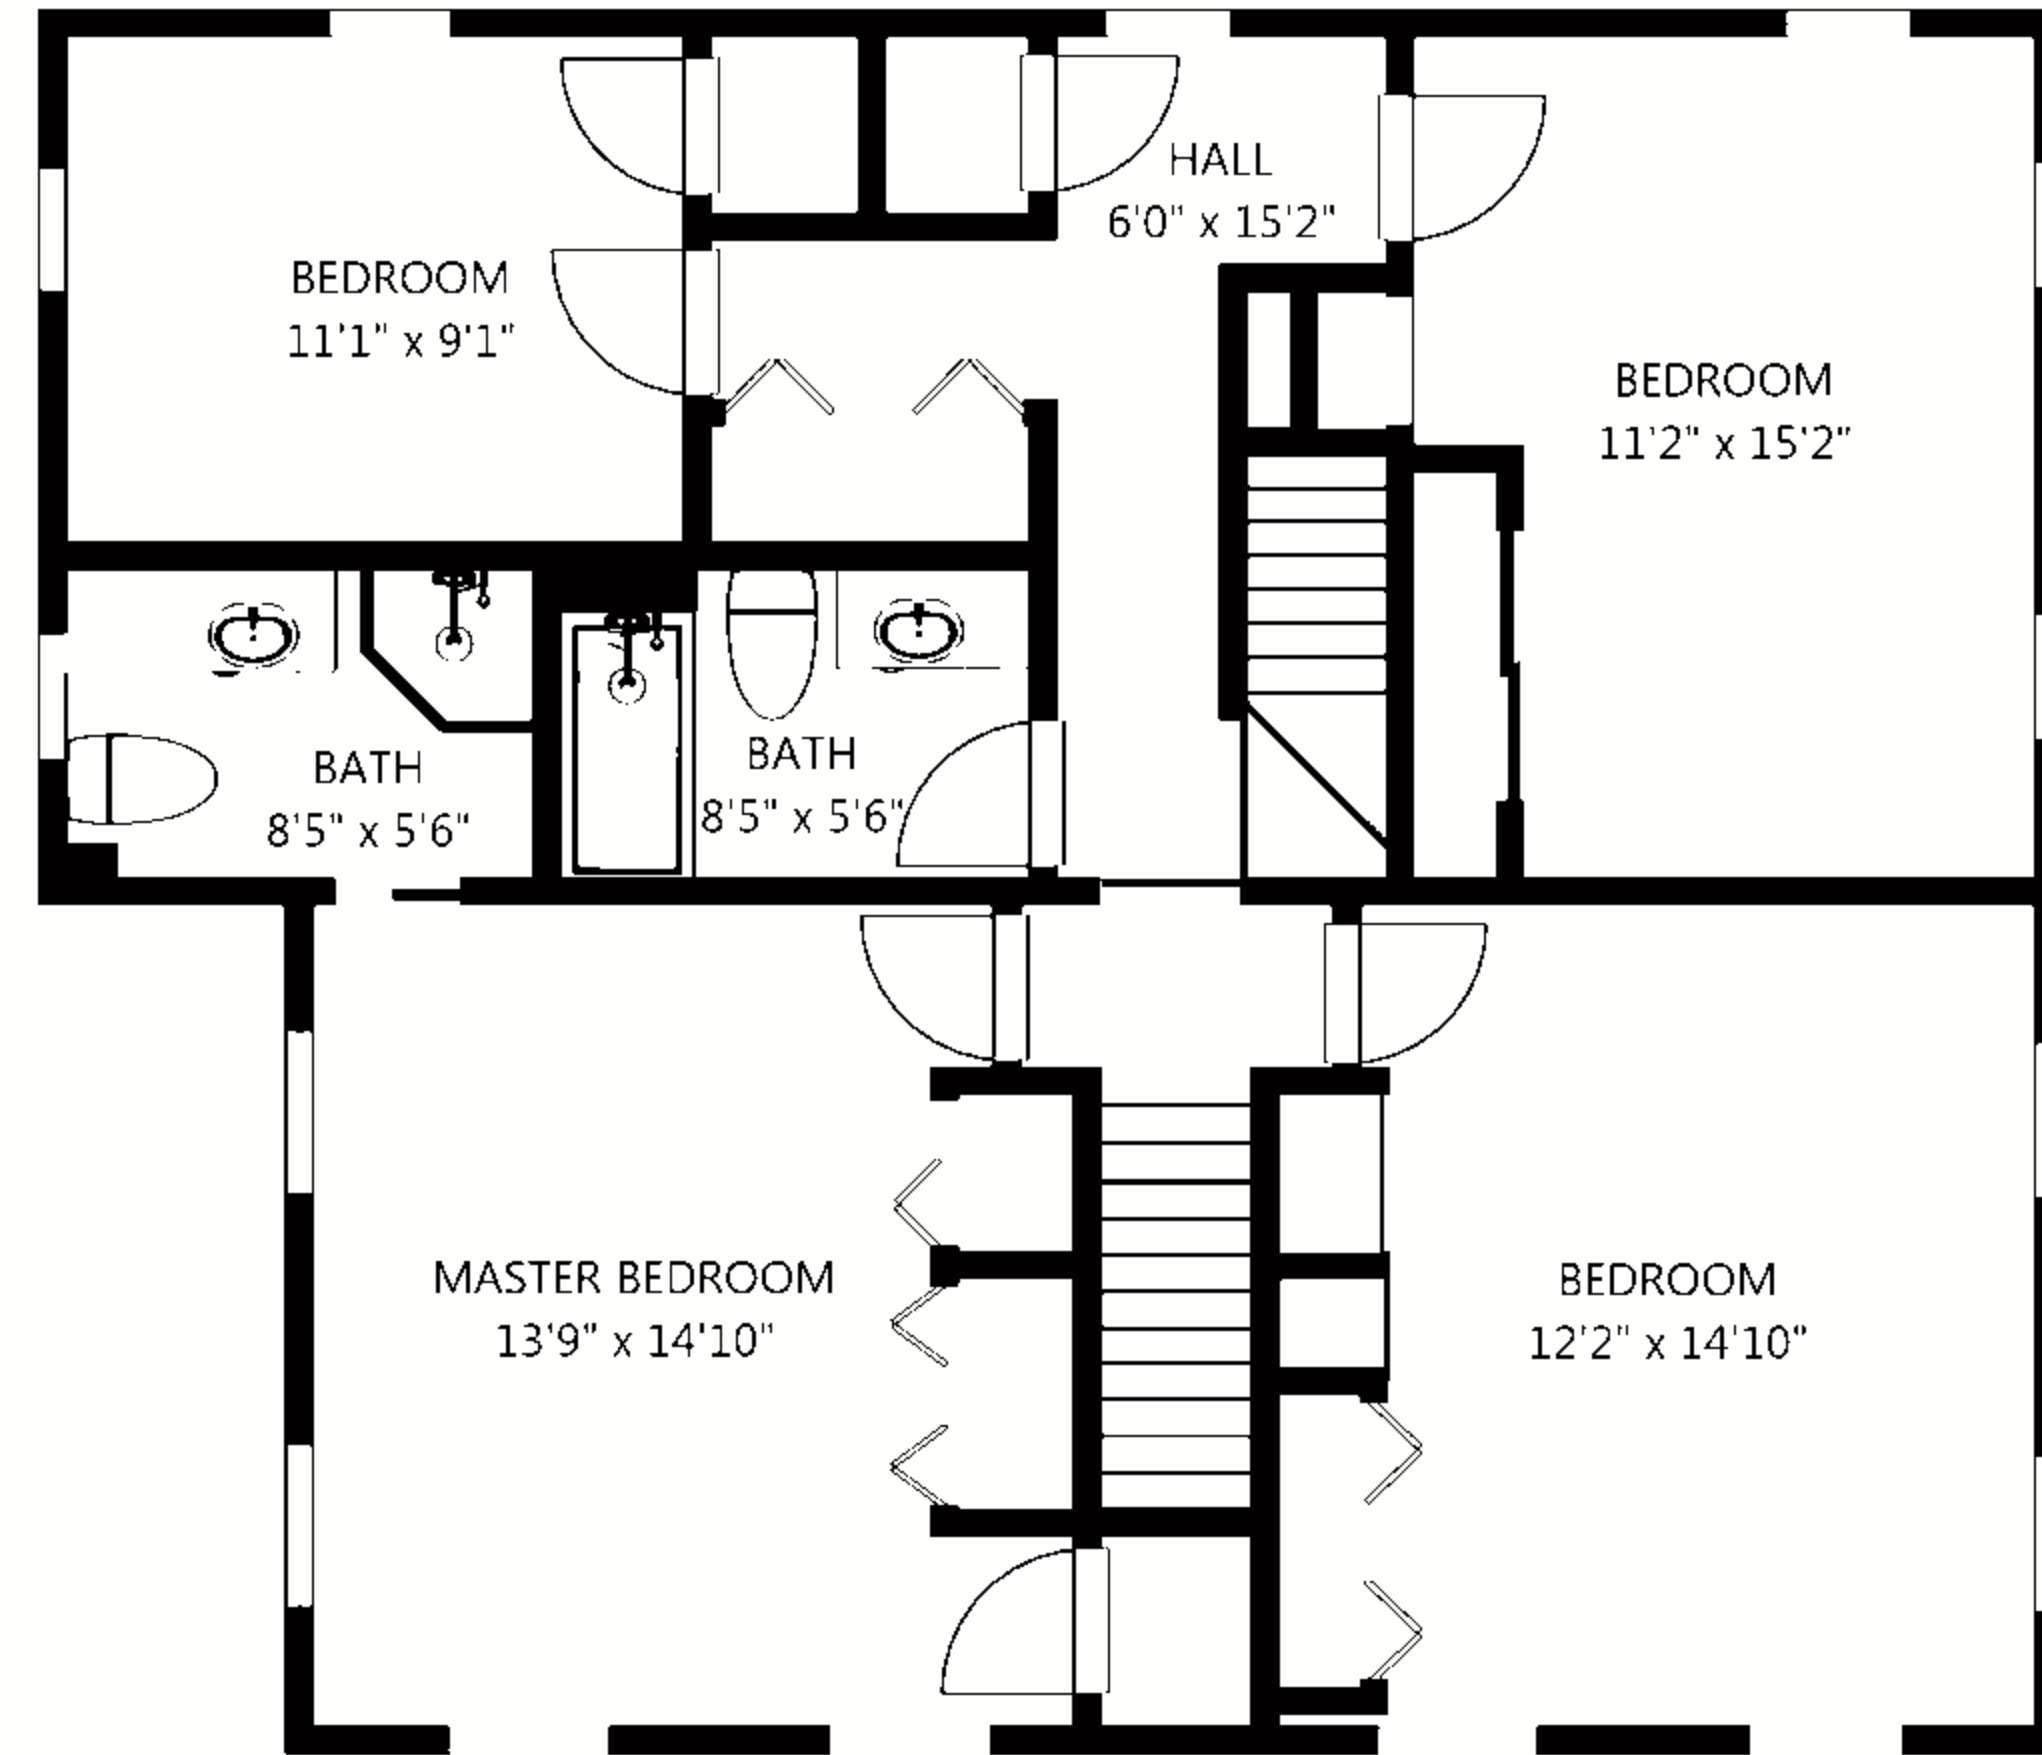 HALL
6'0" x 15'2"
BEDROOM
11'1" x 9'1"
BEDROOM
11'2" x 15'2"
BATH
8'5" x 5'6"
BATH
8'5" x 5'6"
MASTER BEDROOM
13'9" x 14'10"
BEDROOM
12'2" x 14'10"